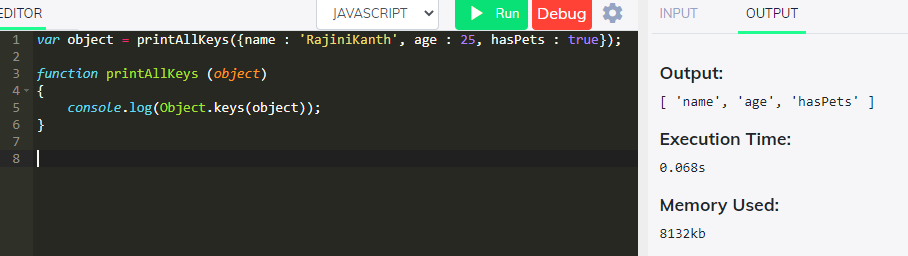 EDITOR JAVASCRIPT Run Debug INPUT OUTPUT
1 var object = printAllKeys({name : 'RajiniKanth', age : 25, hasPets : true});
2
3 function printAllKeys (object)
4 {
5 console.log(Object.keys(object));
6 }
7
8
Output:
[ 'name', 'age', 'hasPets' ]
Execution Time:
0.068s
Memory Used:
8132kb